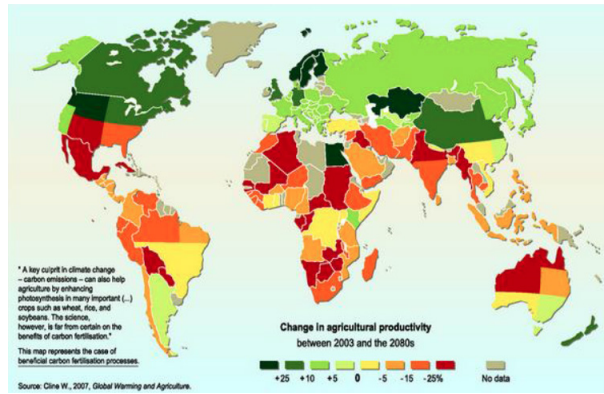 " A key culprit in climate change
– carbon emissions – can also help
agriculture by enhancing
photosynthesis in many important (...)
crops such as wheat, rice, and
soybeans. The science,
however, is far from certain on the
benefits of carbon fertilisation."
This map represents the case of
beneficial carbon fertilisation processes.
Source: Cline W., 2007, Global Warming and Agriculture.
Change in agricultural productivity
between 2003 and the 2080s
+25 +10 +5 0 -5 -15 -25% No data